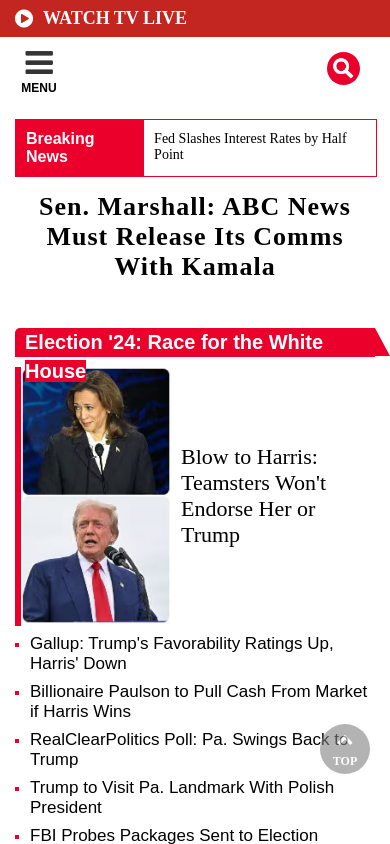 WATCH TV LIVE
MENU
Breaking
News
Fed Slashes Interest Rates by Half
Point
Sen. Marshall: ABC News
Must Release Its Comms
With Kamala
Election '24: Race for the White
House
Blow to Harris:
Teamsters Won't
Endorse Her or
Trump
Gallup: Trump's Favorability Ratings Up,
Harris' Down
Billionaire Paulson to Pull Cash From Market
if Harris Wins
RealClearPolitics Poll: Pa. Swings Back to
Trump
TOP
Trump to Visit Pa. Landmark With Polish
President
FBI Probes Packages Sent to Election